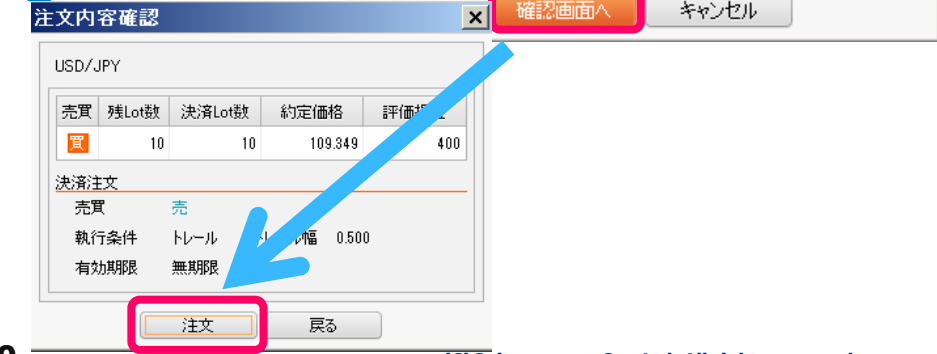 注文内容確認
確認画面へ キャンセル
USD/JPY
売買 残Lot数 決済Lot数 約定価格
買 10 10 109.349 400
決済注文
売買 売
執行条件 トレール 0.500
有効期限 無期限
注文 戻る